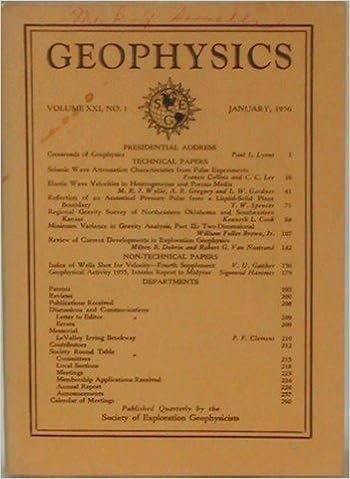 GEOPHYSICS
VOLUME XXI, NO. 1 JANUARY, 1956
S E G
PRESIDENTIAL ADDRESS
Crossroads of Geophysics Paul L. Lyons 1
TECHNICAL PAPERS
Seismic Wave Attenuation Characteristics from Pulse Experiments
Francis Collins and C. C. Lee 16
Elastic Wave Velocities in Heterogeneous and Porous Media
M. R. J. Wyllie, A. R. Gregory and L. W. Gardner 41
Reflection of an Acoustical Pressure Pulse from a Liquid-Solid Plane
Boundary T. W. Spencer 71
Regional Gravity Survey of Northeastern Oklahoma and Southeastern
Kansas Kenneth L. Cook 88
Minimum Variance in Gravity Analysis, Part II: Two-Dimensional
William Fuller Brown, Jr. 107
Review of Current Developments in Exploration Geophysics
Milton B. Dobrin and Robert G. Van Nostrand 142
NON-TECHNICAL PAPERS
Index of Wells Shot for Velocity—Fourth Supplement V. U. Gaither 156
Geophysical Activity 1955, Interim Report to Midyear Sigmund Hammer 179
DEPARTMENTS
Patents 193
Reviews 200
Publications Received 208
Discussions and Communications
Letter to Editor 209
Errata 209
Memorial
LaValley Irving Brockway P. F. Clement 210
Contributors 212
Society Round Table
Committees 215
Local Sections 218
Meetings 223
Membership Applications Received 224
Annual Report 226
Announcements 257
Calendar of Meetings 260
Published Quarterly by the
Society of Exploration Geophysicists